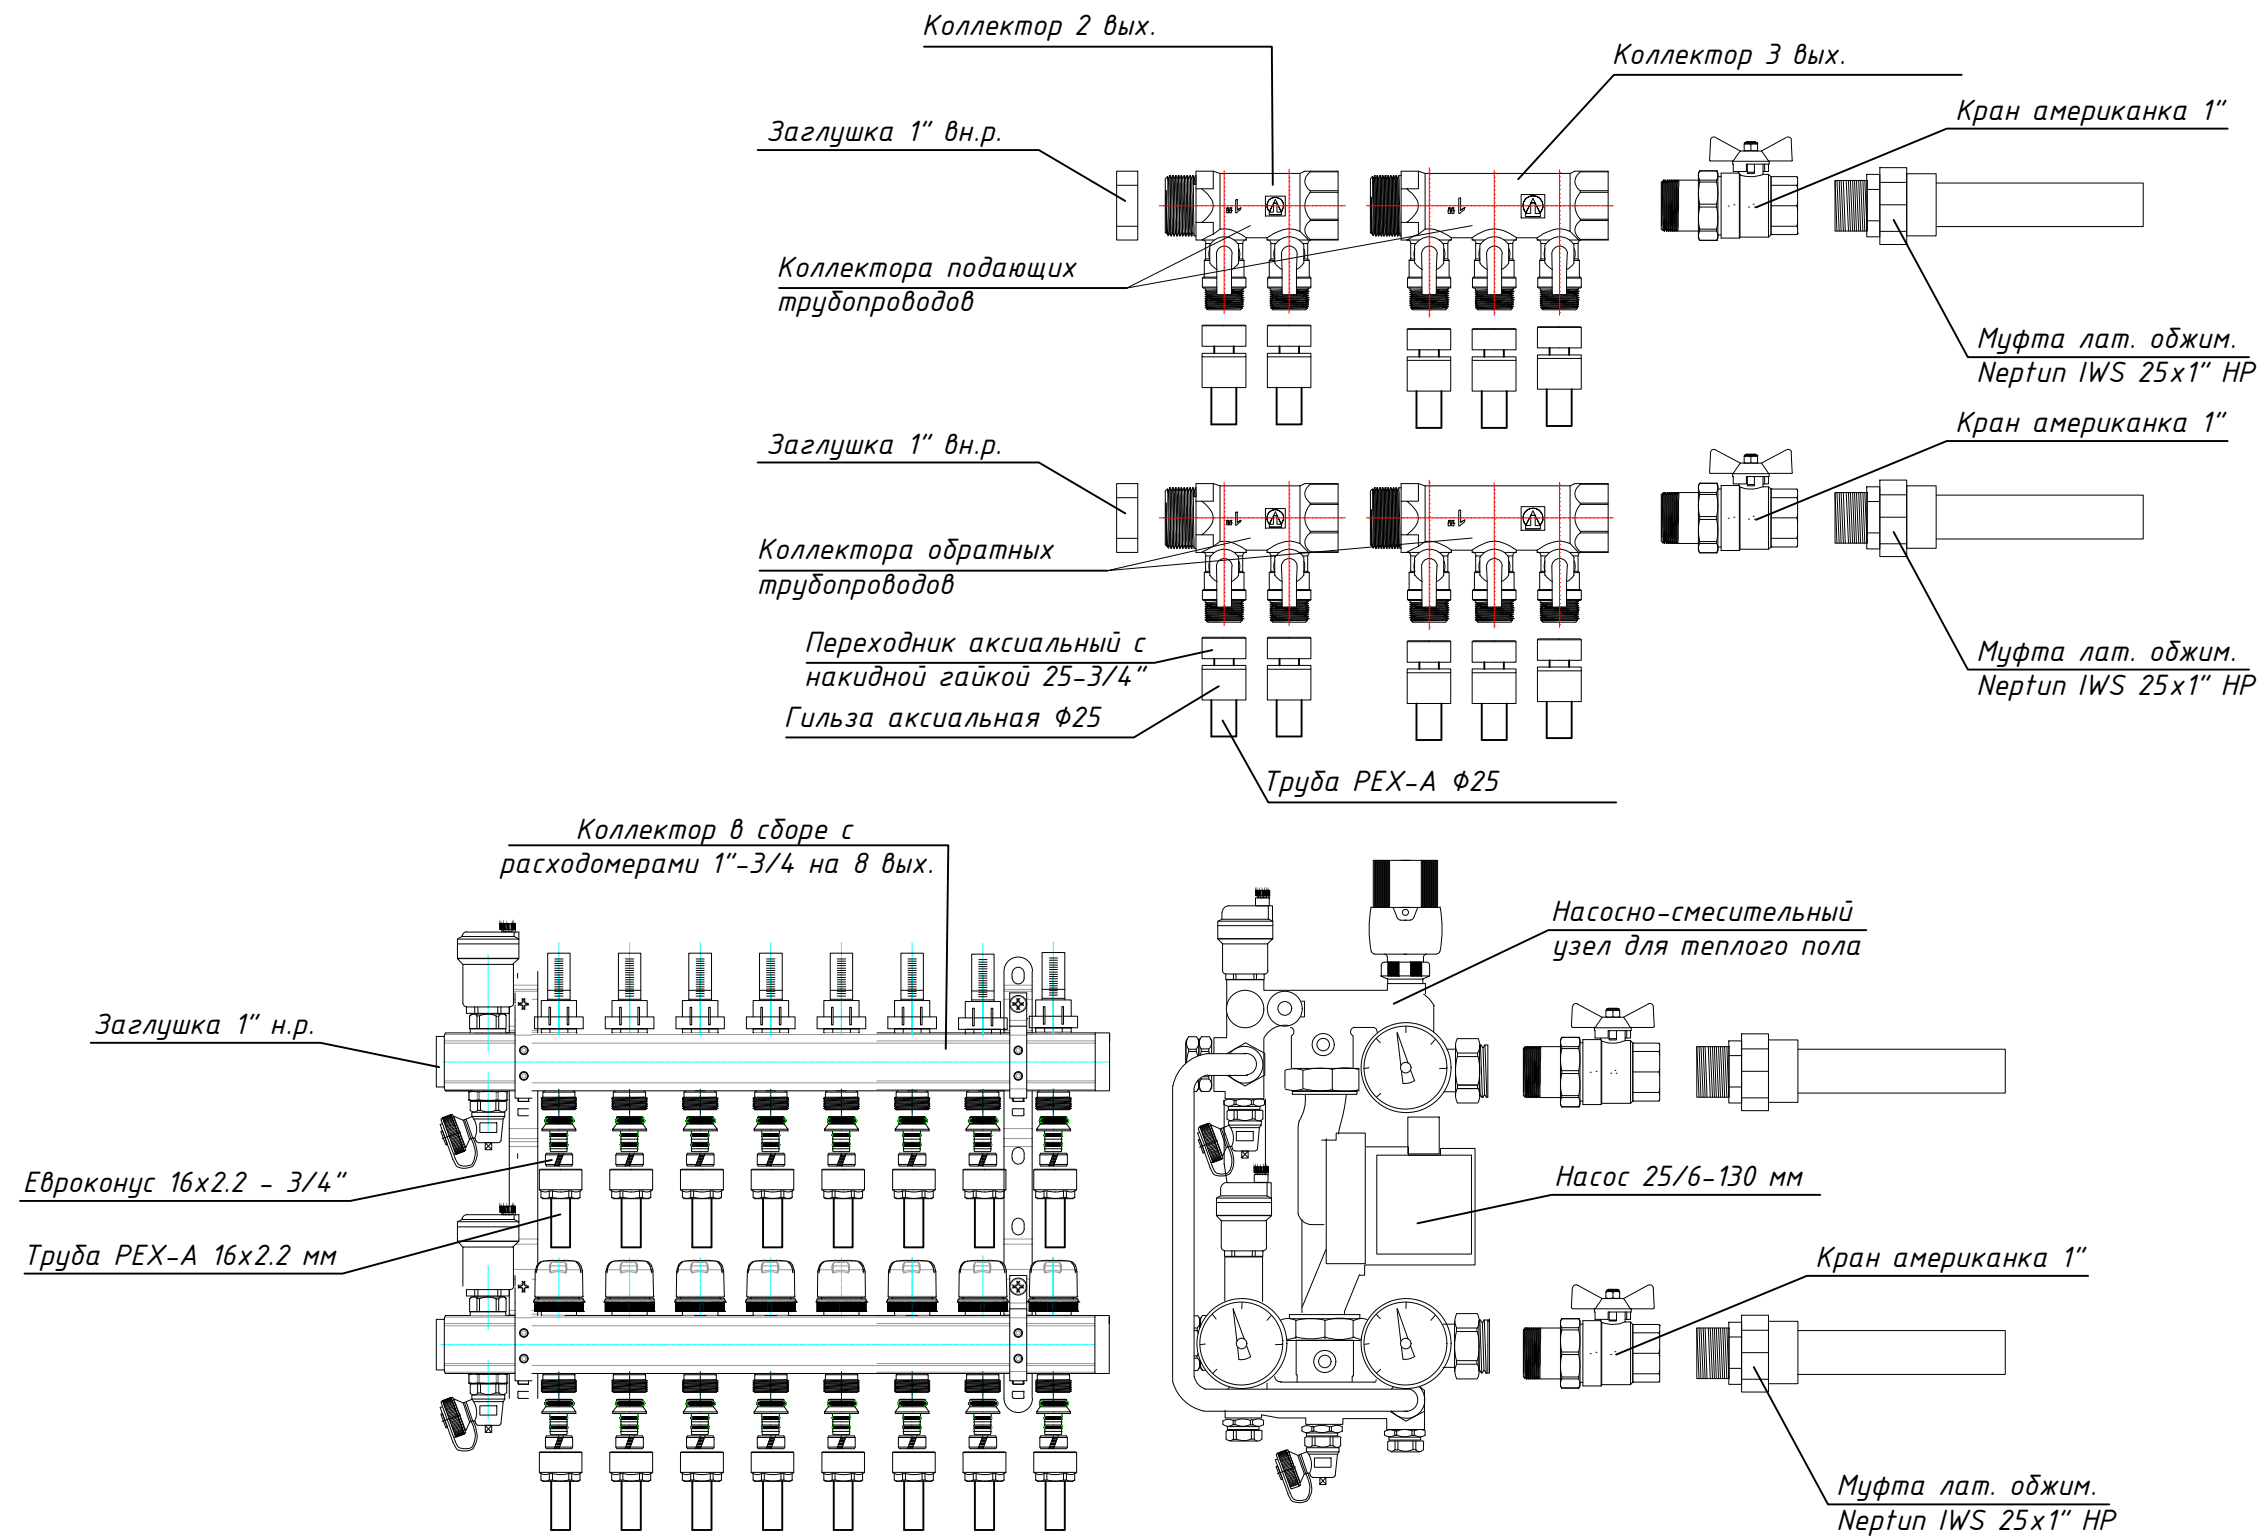 Коллектор 2 вых.
Коллектор 3 вых.
Кран американка 1"
Заглушка 1" вн.р.
Коллектора подающих
трубопроводов
Муфта лат. обжим.
Neptun IWS 25x1" НР
Кран американка 1"
Заглушка 1" вн.р.
Коллектора обратных
трубопроводов
Переходник аксиальный с
накидной гайкой 25-3/4"
Муфта лат. обжим.
Neptun IWS 25x1" НР
Гильза аксиальная Ф25
Труба PEX-A Ф25
Коллектор в сборе с
расходомерами 1"-3/4 на 8 вых.
Насосно-смесительный
узел для теплого пола
Заглушка 1" н.р.
Евроконус 16x2.2 - 3/4"
Насос 25/6-130 мм
Труба PEX-A 16x2.2 мм
Кран американка 1"
Муфта лат. обжим.
Neptun IWS 25x1" НР